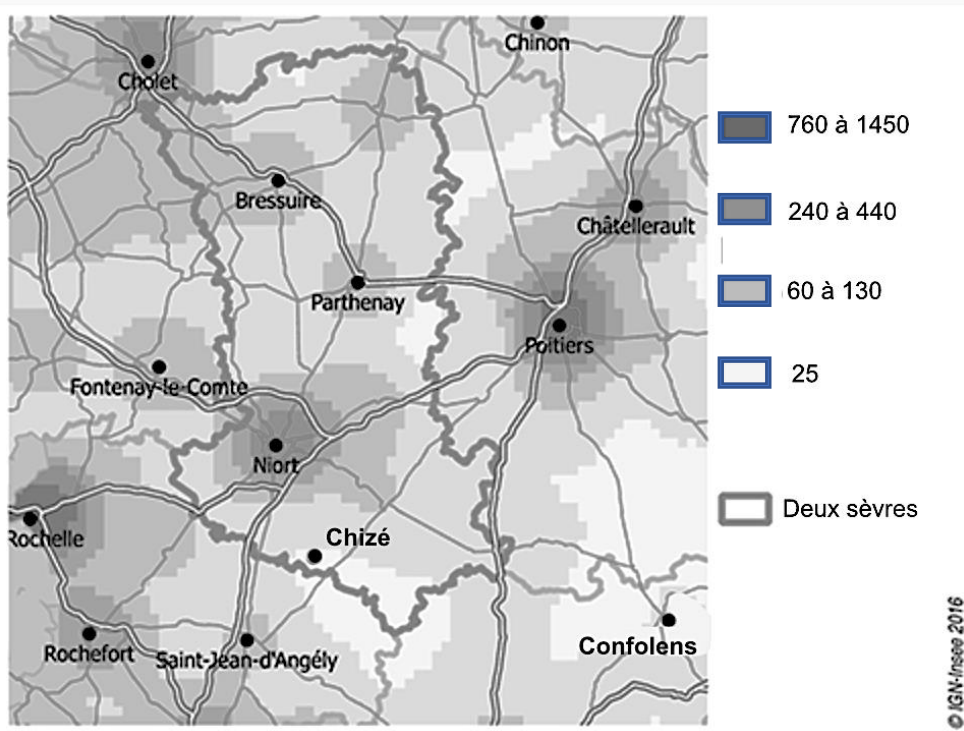 Chinon
Cholet
Bressuire
Châtellerault
Parthenay
Poitiers
Fontenay-le-Comte
Niort
Rochelle
Chizé
Rochefort
Saint-Jean-d'Angély
Confolens
760 à 1450
240 à 440
60 à 130
25
Deux sèvres
© IGN-Insee 2016